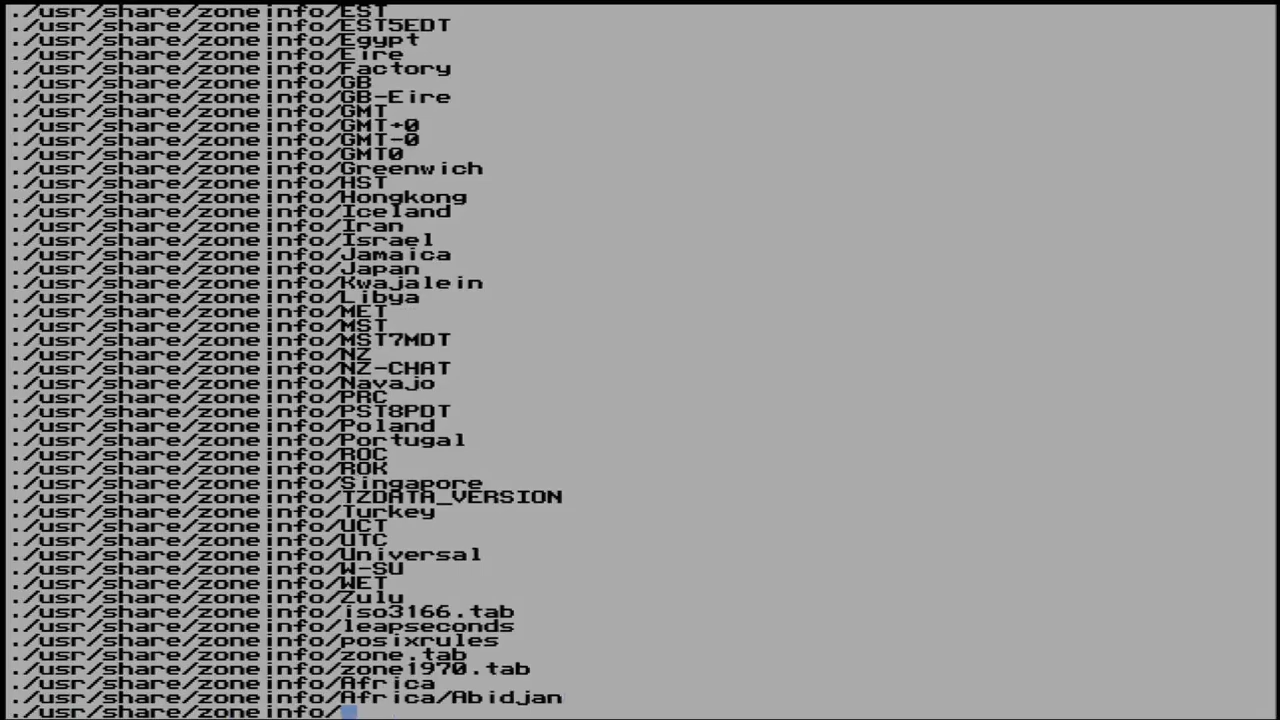 ./usr/share/zoneinfo/EST
./usr/share/zoneinfo/EST5EDT
./usr/share/zoneinfo/Egypt
./usr/share/zoneinfo/Eire
./usr/share/zoneinfo/Factory
./usr/share/zoneinfo/GB
./usr/share/zoneinfo/GB-Eire
./usr/share/zoneinfo/GMT
./usr/share/zoneinfo/GMT+0
./usr/share/zoneinfo/GMT-0
./usr/share/zoneinfo/GMT0
./usr/share/zoneinfo/Greenwich
./usr/share/zoneinfo/HST
./usr/share/zoneinfo/Hongkong
./usr/share/zoneinfo/Iceland
./usr/share/zoneinfo/Iran
./usr/share/zoneinfo/Israel
./usr/share/zoneinfo/Jamaica
./usr/share/zoneinfo/Japan
./usr/share/zoneinfo/Kwajalein
./usr/share/zoneinfo/Libya
./usr/share/zoneinfo/MET
./usr/share/zoneinfo/MST
./usr/share/zoneinfo/MST7MDT
./usr/share/zoneinfo/NZ
./usr/share/zoneinfo/NZ-CHAT
./usr/share/zoneinfo/Navajo
./usr/share/zoneinfo/PRC
./usr/share/zoneinfo/PST8PDT
./usr/share/zoneinfo/Poland
./usr/share/zoneinfo/Portugal
./usr/share/zoneinfo/ROC
./usr/share/zoneinfo/ROK
./usr/share/zoneinfo/Singapore
./usr/share/zoneinfo/TZDATA_VERSION
./usr/share/zoneinfo/Turkey
./usr/share/zoneinfo/UCT
./usr/share/zoneinfo/UTC
./usr/share/zoneinfo/Universal
./usr/share/zoneinfo/W-SU
./usr/share/zoneinfo/WET
./usr/share/zoneinfo/Zulu
./usr/share/zoneinfo/iso3166.tab
./usr/share/zoneinfo/leapseconds
./usr/share/zoneinfo/posixrules
./usr/share/zoneinfo/zone.tab
./usr/share/zoneinfo/zone1970.tab
./usr/share/zoneinfo/Africa
./usr/share/zoneinfo/Africa/Abidjan
./usr/share/zoneinfo/